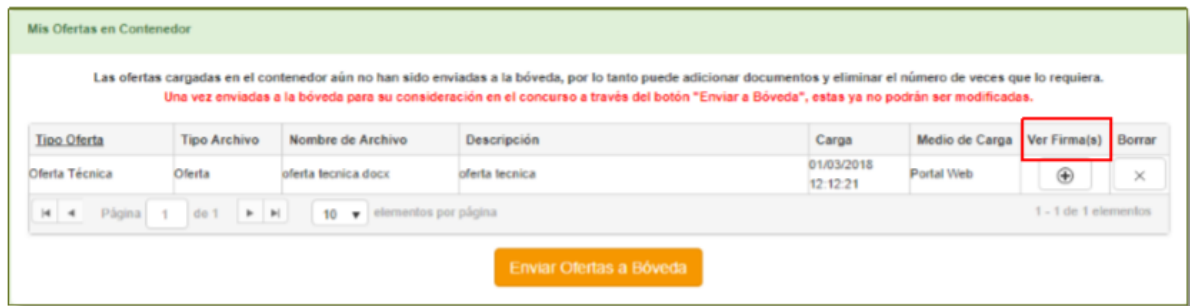 Mis Ofertas en Contenedor
Las ofertas cargadas en el contenedor aún no han sido enviadas a la bóveda, por lo tanto puede adicionar documentos y eliminar el número de veces que lo requiera.
Una vez enviadas a la bóveda para su consideración en el concurso a través del botón "Enviar a Bóveda", estas ya no podrán ser modificadas.
Tipo Oferta Tipo Archivo Nombre de Archivo Descripción Carga Medio de Carga Ver Firma(s) Borrar
Oferta Técnica Oferta oferta tecnica.docx oferta tecnica 01/03/2018 Portal Web
12:12:21
Página 1 de 1 10 elementos por página 1 - 1 de 1 elementos
Enviar Ofertas a Bóveda